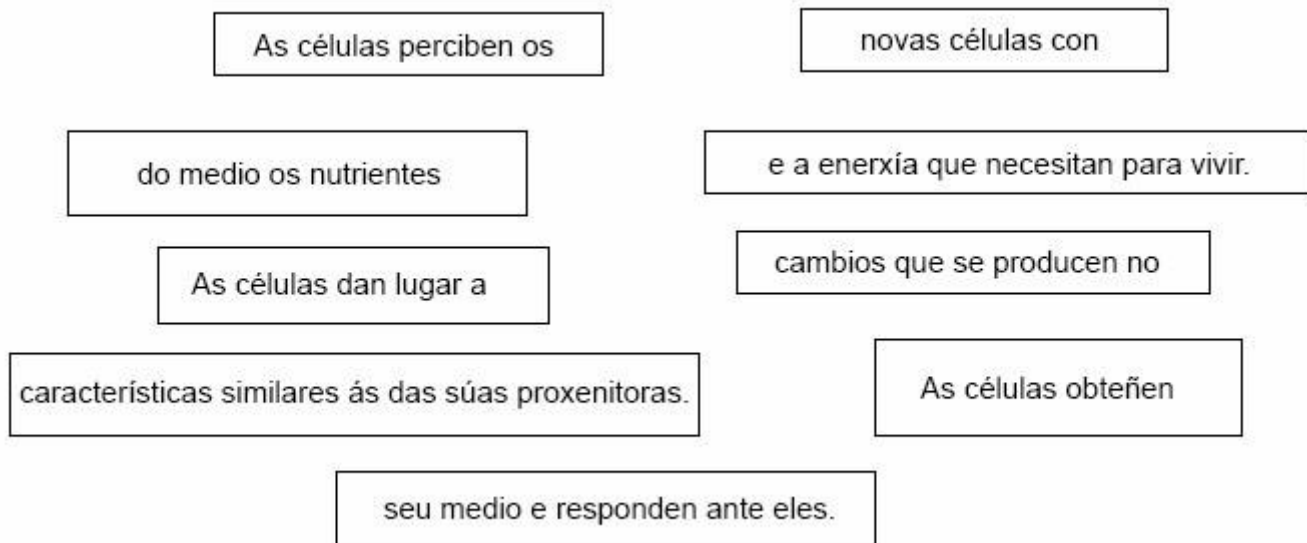 As células perciben os
novas células con
do medio os nutrientes
e a enerxía que necesitan para vivir.
As células dan lugar a
cambios que se producen no
características similares ás das súas proxenitoras.
As células obteñen
seu medio e responden ante eles.